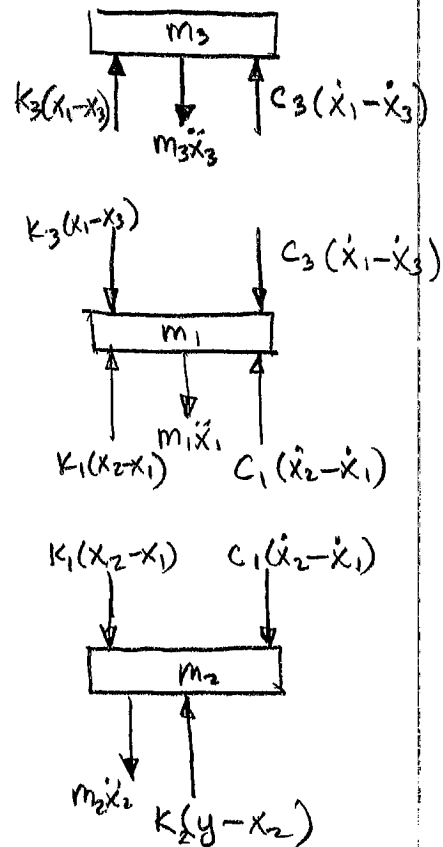 m₃
K₃(x₁-x₃) m₃ẍ₃ C₃(ẋ₁-ẋ₃)
K₃(x₁-x₃) C₃(ẋ₁-ẋ₃)
m₁
K₁(x₂-x₁) m₁ẍ₁ C₁(ẋ₂-ẋ₁)
K₁(x₂-x₁) C₁(ẋ₂-ẋ₁)
m₂
m₂ẍ₂ K₂(y-x₂)